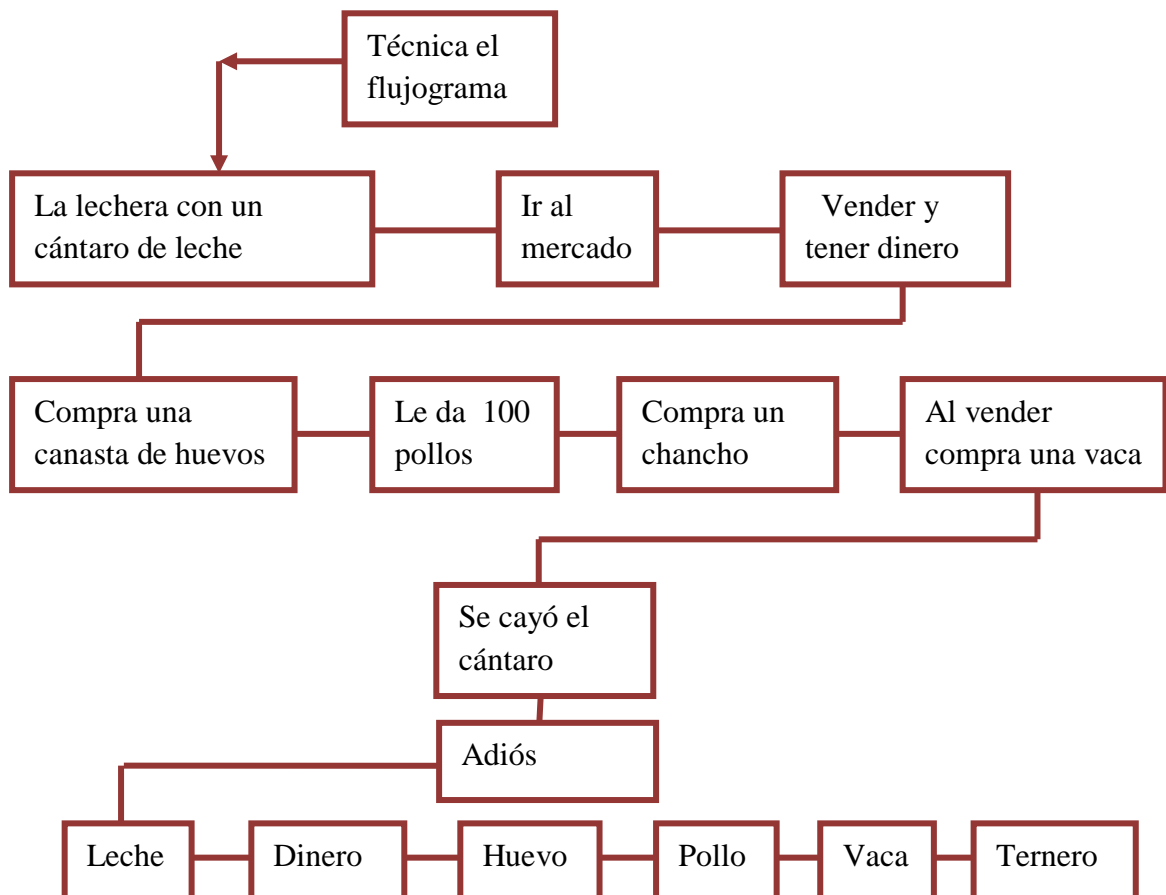 Técnica el
flujograma
La lechera con un
cántaro de leche
Ir al
mercado
Vender y
tener dinero
Compra una
canasta de huevos
Le da  100
pollos
Compra un
chancho
Al vender
compra una vaca
Se cayó el
cántaro
Adiós
Leche
Dinero
Huevo
Pollo
Vaca
Ternero